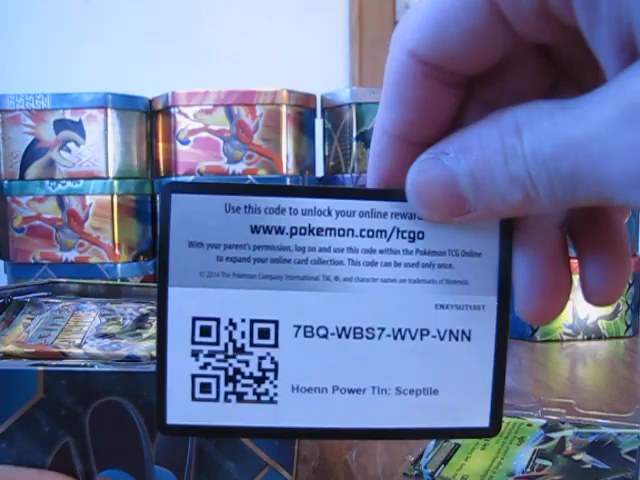 Use this code to unlock your online
www.pokemon.com/tcgo
With your parent's permission, log on and use this code within the Pokémon TCG Online
to expand your online card collection. This code can be used only once.
© 2014 The Pokémon Company International. TM, ®, and character names are trademarks of Nintendo.
ENXYSUT15ST
7BQ-WBS7-WVP-VNN
Hoenn Power Tin: Sceptile